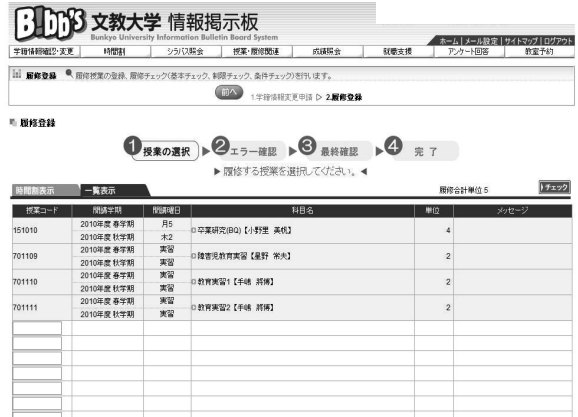 B!bb's 文教大学 情報掲示板
Bunkyo University Information Bulletin Board System
ホーム | メール設定 | サイトマップ | ログアウト
学籍情報確認・変更 時間割 シラバス照会 授業・履修関連 成績照会 就職支援 アンケート回答 教室予約
履修登録 履修授業の登録、履修チェック(基本チェック、制限チェック、条件チェック)を行います。
前へ 1.学籍情報変更申請 ▷ 2.履修登録
履修登録
1 授業の選択 ▶ 2 エラー確認 ▶ 3 最終確認 ▶ 4 完了
▶ 履修する授業を選択してください。◀
時間割表示 一覧表示 履修合計単位 5 チェック
授業コード 開講学期 開講曜日 科目名 単位 メッセージ
151010 2010年度 春学期 月5 卒業研究(BQ)【小野里 美帆】 4
2010年度 秋学期 木2
701109 2010年度 春学期 実習 障害児教育実習【星野 常夫】 2
2010年度 秋学期 実習
701110 2010年度 春学期 実習 教育実習1【手嶋 將博】 2
2010年度 秋学期 実習
701111 2010年度 春学期 実習 教育実習2【手嶋 將博】 2
2010年度 秋学期 実習